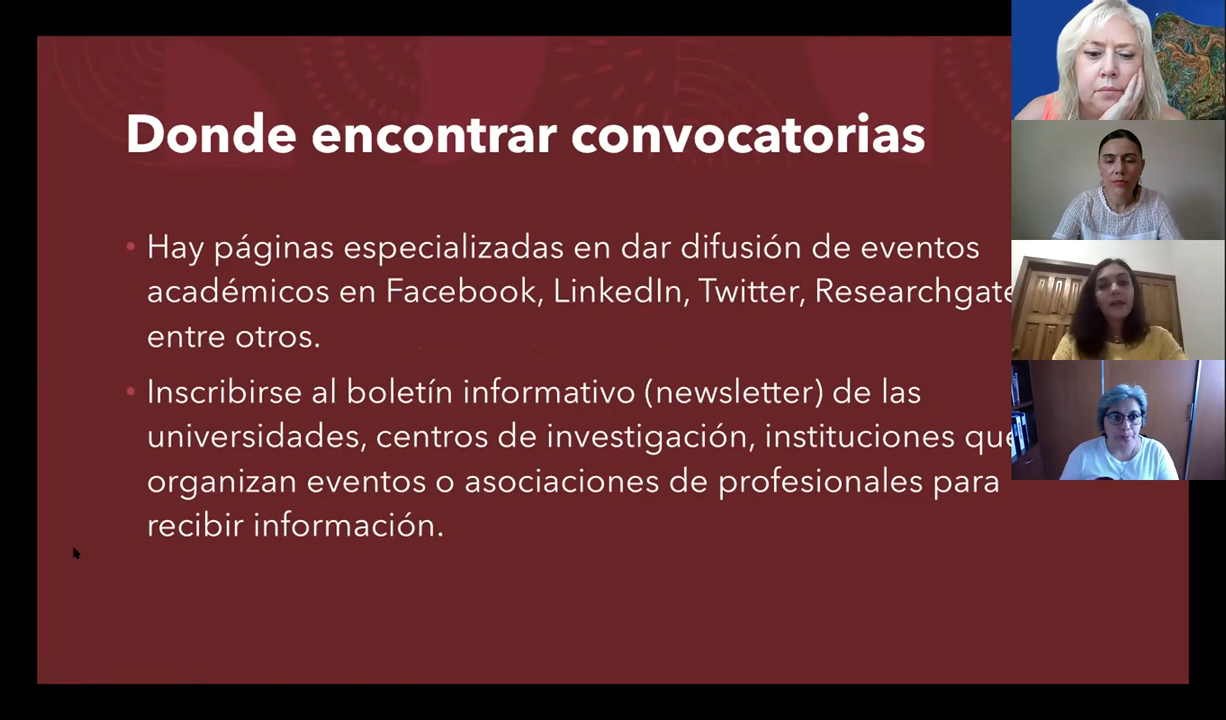 Donde encontrar convocatorias
• Hay páginas especializadas en dar difusión de eventos
académicos en Facebook, LinkedIn, Twitter, Researchgate
entre otros.
• Inscribirse al boletín informativo (newsletter) de las
universidades, centros de investigación, instituciones que
organizan eventos o asociaciones de profesionales para
recibir información.